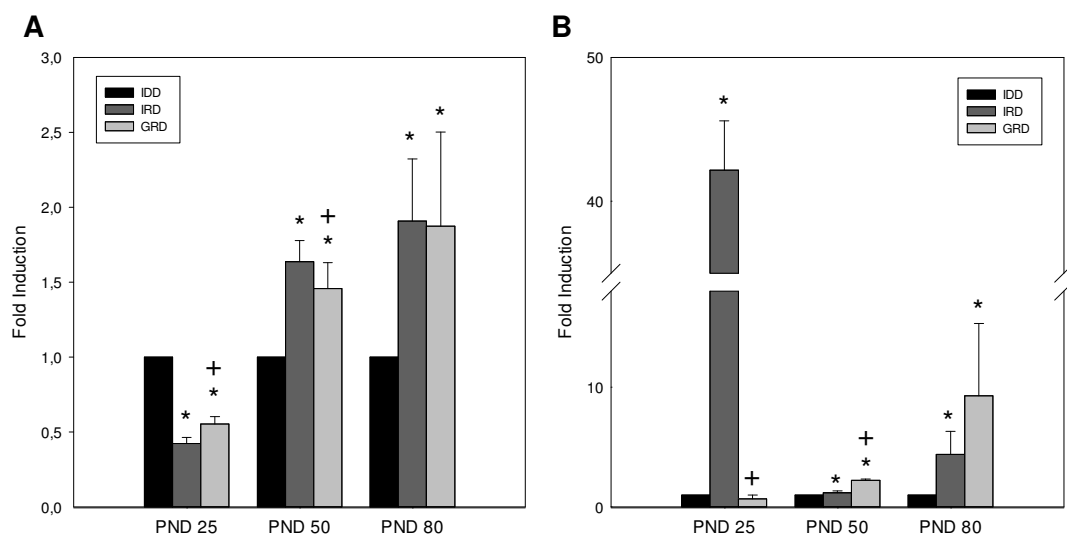 A
Fold Induction
3,0
2,5
2,0
1,5
1,0
0,5
0,0
IDD
IRD
GRD
*
*
+
*
+
*
*
*
PND 25 PND 50 PND 80
B
Fold Induction
50
40
10
0
IDD
IRD
GRD
*
*
*
+
*
+
*
PND 25 PND 50 PND 80